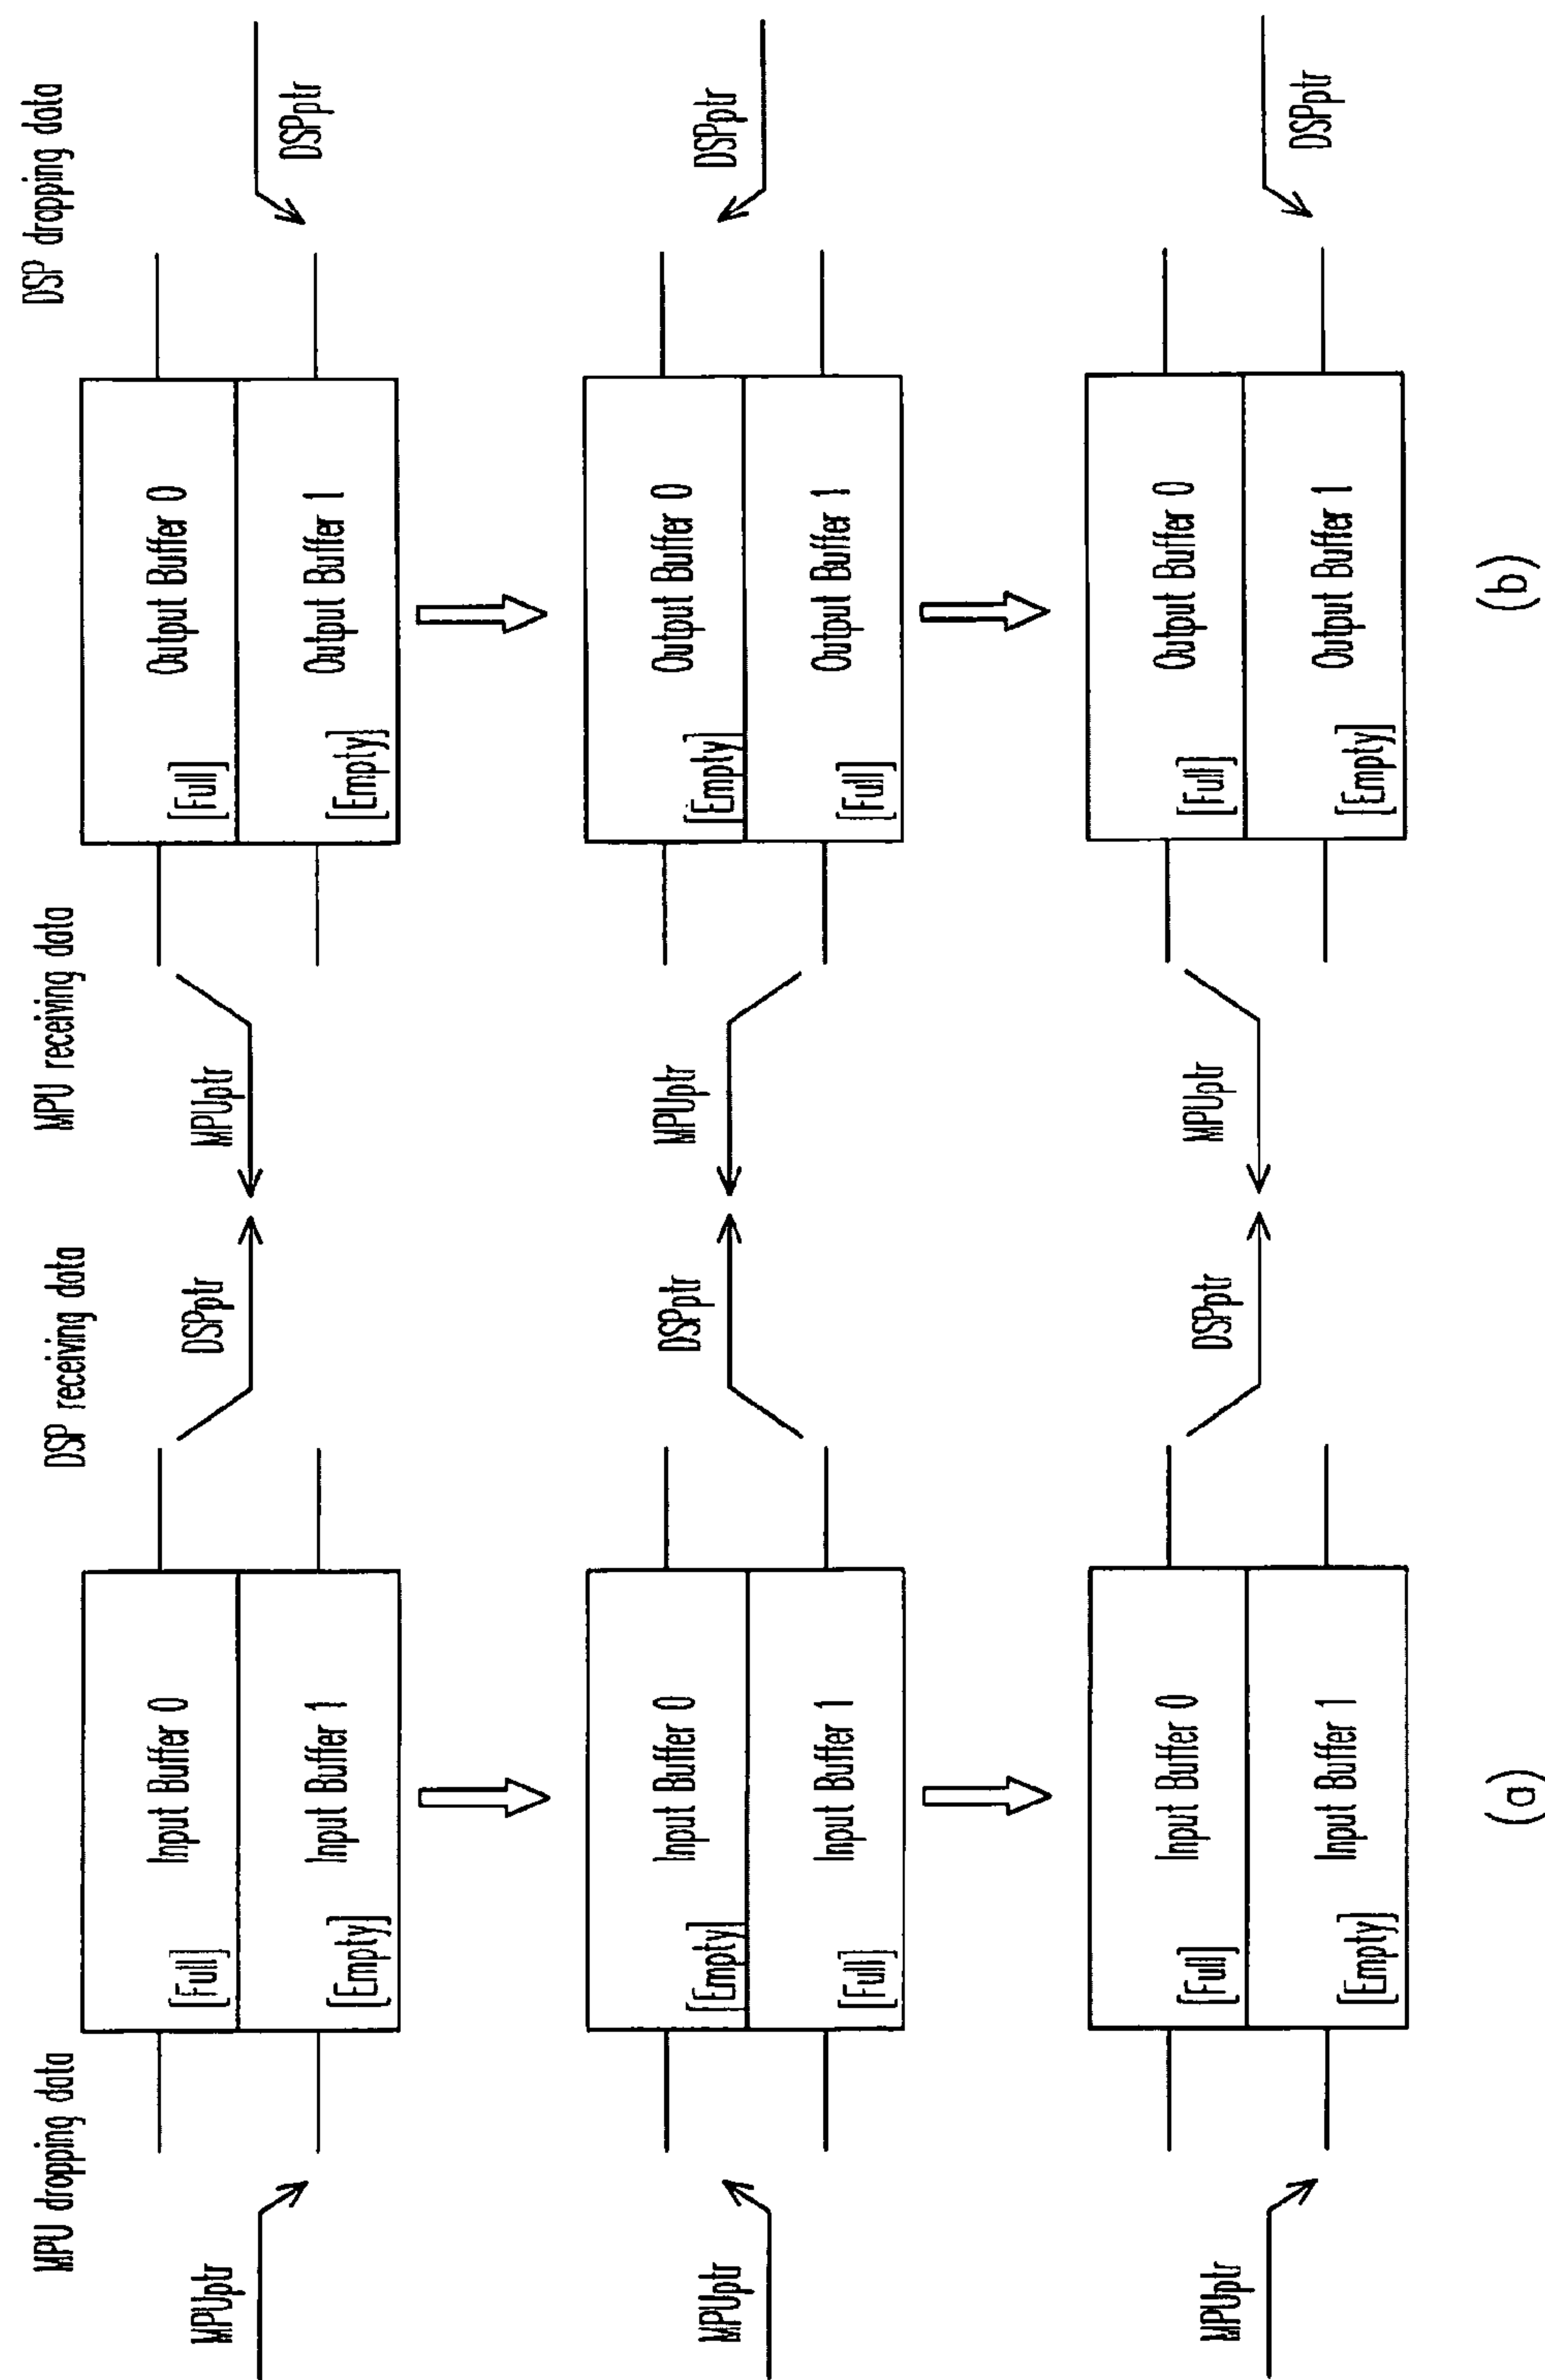 MPU dropping data
DSP receiving data
MPU receiving data
DSP dropping data
MPUptr
[Full]
Input Buffer 0
Input Buffer 1
[Empty]
DSPptr
MPUptr
[Full]
Output Buffer 0
Output Buffer 1
[Empty]
DSPptr
MPUptr
[Empty]
Input Buffer 0
Input Buffer 1
[Full]
DSPptr
MPUptr
[Empty]
Output Buffer 0
Output Buffer 1
[Full]
DSPptr
MPUptr
[Full]
Input Buffer 0
Input Buffer 1
[Empty]
DSPptr
MPUptr
[Full]
Output Buffer 0
Output Buffer 1
[Empty]
DSPptr
(a)
(b)